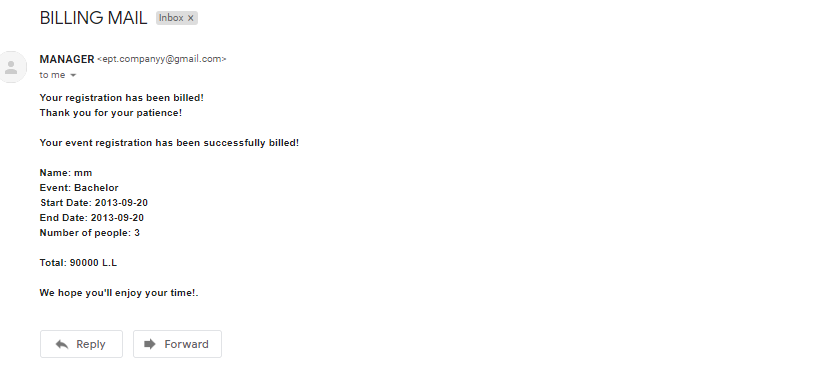 BILLING MAIL Inbox x
MANAGER <ept.companyy@gmail.com>
to me
Your registration has been billed!
Thank you for your patience!
Your event registration has been successfully billed!
Name: mm
Event: Bachelor
Start Date: 2013-09-20
End Date: 2013-09-20
Number of people: 3
Total: 90000 L.L
We hope you'll enjoy your time!.
Reply Forward